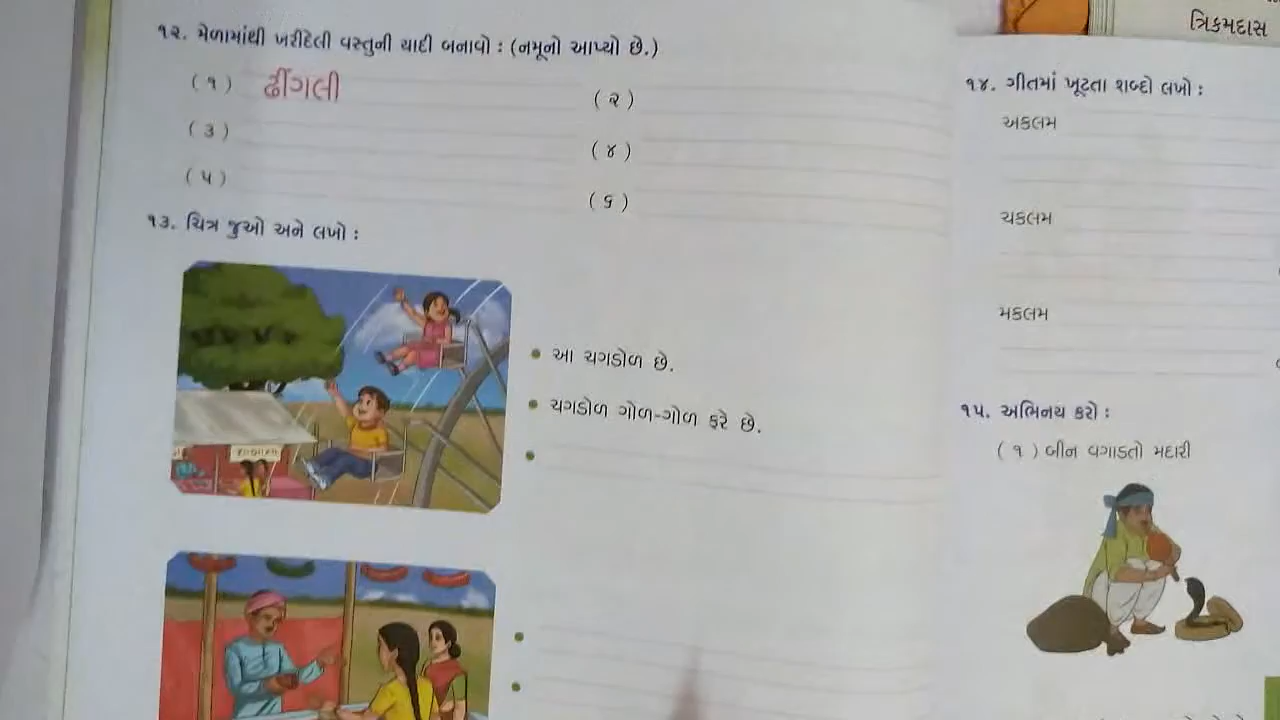 ૧૨. મેળામાંથી ખરીદેલી વસ્તુની યાદી બનાવો : (નમૂનો આપ્યો છે.)
(૧) ઢીંગલી
(૨)
(૩)
(૪)
(૫)
(૬)
૧૩. ચિત્ર જુઓ અને લખો :
• આ ચગડોળ છે.
• ચગડોળ ગોળ-ગોળ ફરે છે.
ત્રિકમદાસ
૧૪. ગીતમાં ખૂટતા શબ્દો લખો :
અકલમ
ચકલમ
મકલમ
૧૫. અભિનય કરો :
(૧) બીન વગાડતો મદારી